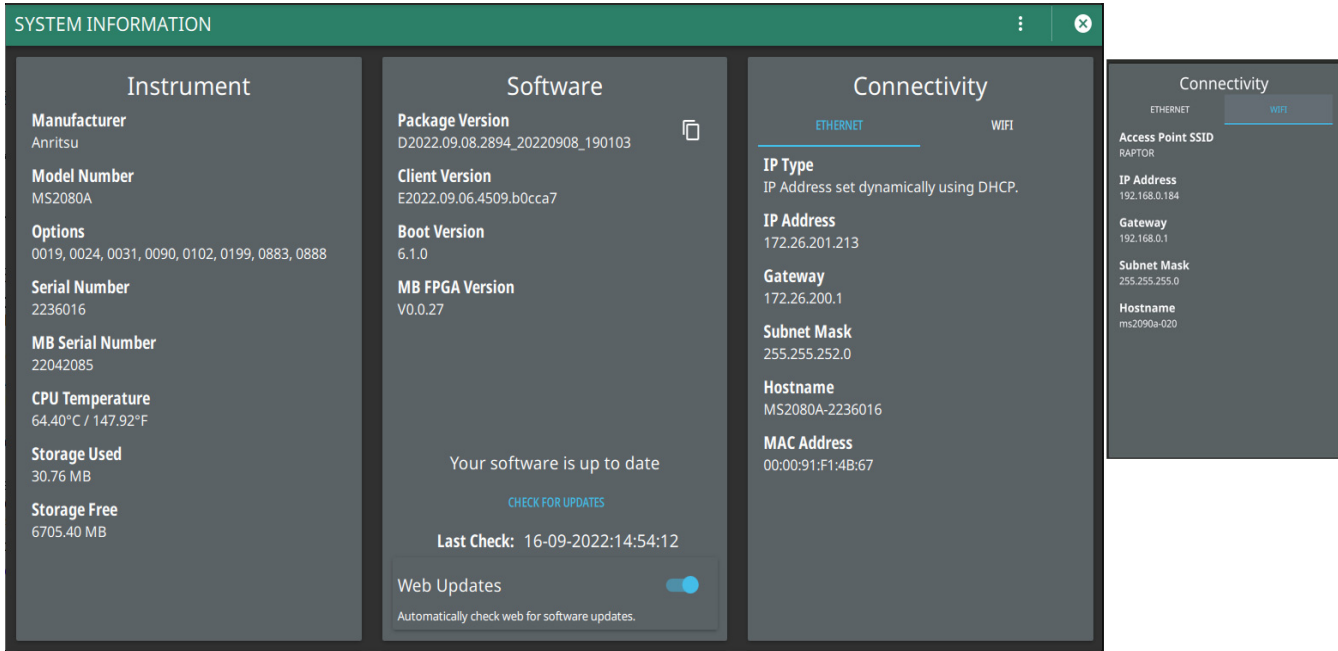 SYSTEM INFORMATION
Instrument
Manufacturer
Anritsu
Model Number
MS2080A
Options
0019, 0024, 0031, 0090, 0102, 0199, 0883, 0888
Serial Number
2236016
MB Serial Number
22042085
CPU Temperature
64.40°C / 147.92°F
Storage Used
30.76 MB
Storage Free
6705.40 MB
Software
Package Version
D2022.09.08.2894_20220908_190103
Client Version
E2022.09.06.4509.b0cca7
Boot Version
6.1.0
MB FPGA Version
V0.0.27
Your software is up to date
CHECK FOR UPDATES
Last Check: 16-09-2022:14:54:12
Web Updates
Automatically check web for software updates.
Connectivity
ETHERNET WIFI
IP Type
IP Address set dynamically using DHCP.
IP Address
172.26.201.213
Gateway
172.26.200.1
Subnet Mask
255.255.252.0
Hostname
MS2080A-2236016
MAC Address
00:00:91:F1:4B:67
Connectivity
ETHERNET WIFI
Access Point SSID
RAPTOR
IP Address
192.168.0.184
Gateway
192.168.0.1
Subnet Mask
255.255.255.0
Hostname
ms2090a-020